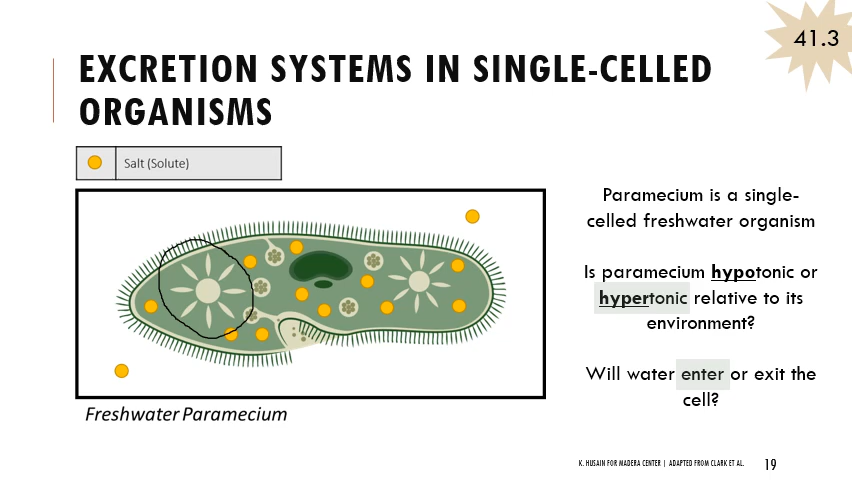 41.3
EXCRETION SYSTEMS IN SINGLE-CELLED
ORGANISMS
Salt (Solute)
Paramecium is a single-
celled freshwater organism
Is paramecium hypotonic or
hypertonic relative to its
environment?
Will water enter or exit the
cell?
Freshwater Paramecium
K. HUSAIN FOR MADERA CENTER | ADAPTED FROM CLARK ET AL.
19